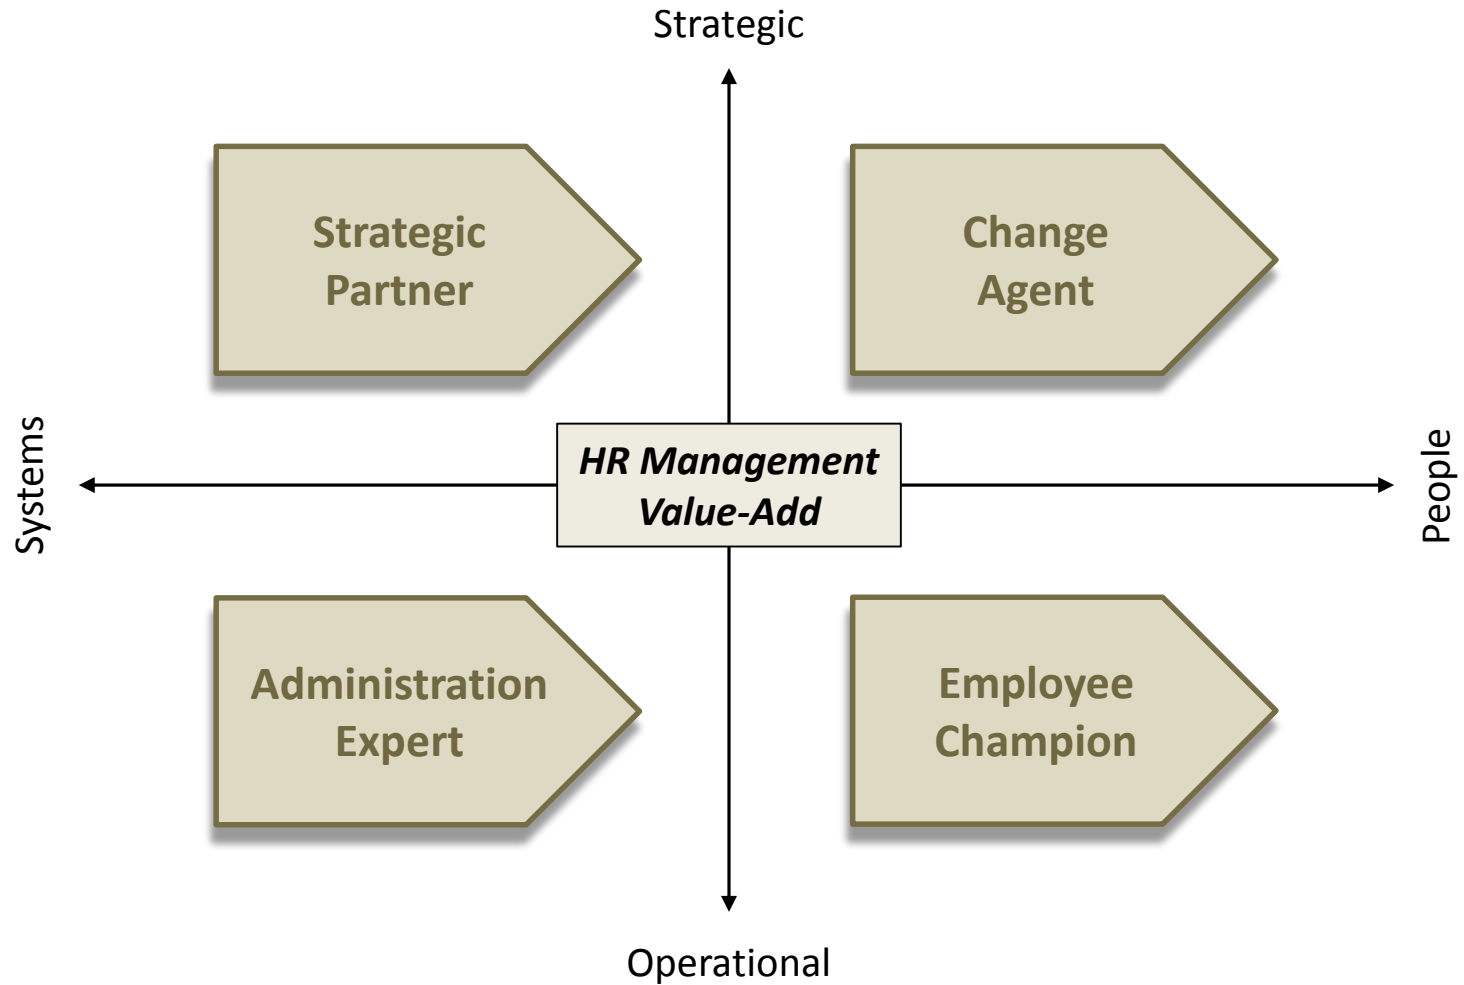 Strategic
Strategic
Partner
Change
Agent
Systems
HR Management
Value-Add
People
Administration
Expert
Employee
Champion
Operational